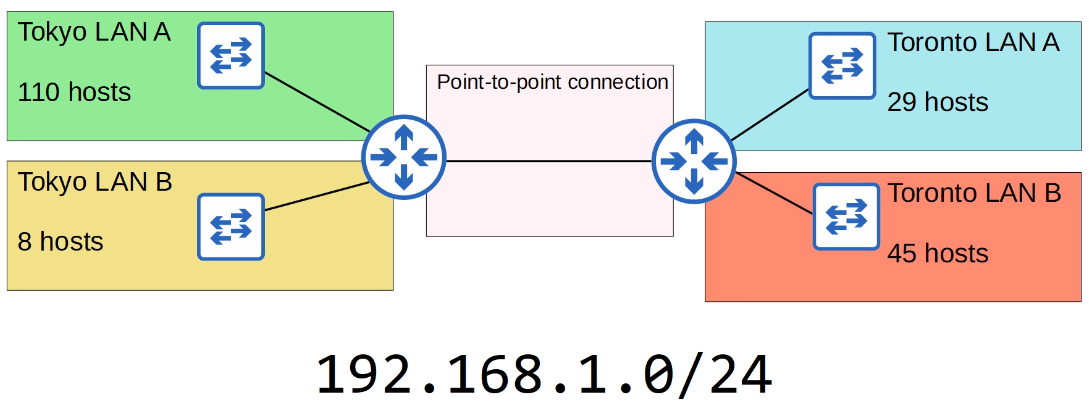 Tokyo LAN A
110 hosts
Tokyo LAN B
8 hosts
Point-to-point connection
Toronto LAN A
29 hosts
Toronto LAN B
45 hosts
192.168.1.0/24